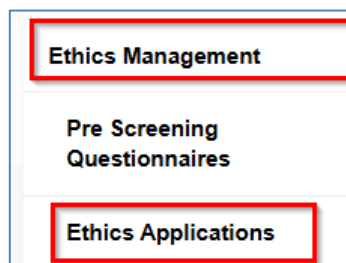 Ethics Management
Pre Screening
Questionnaires
Ethics Applications